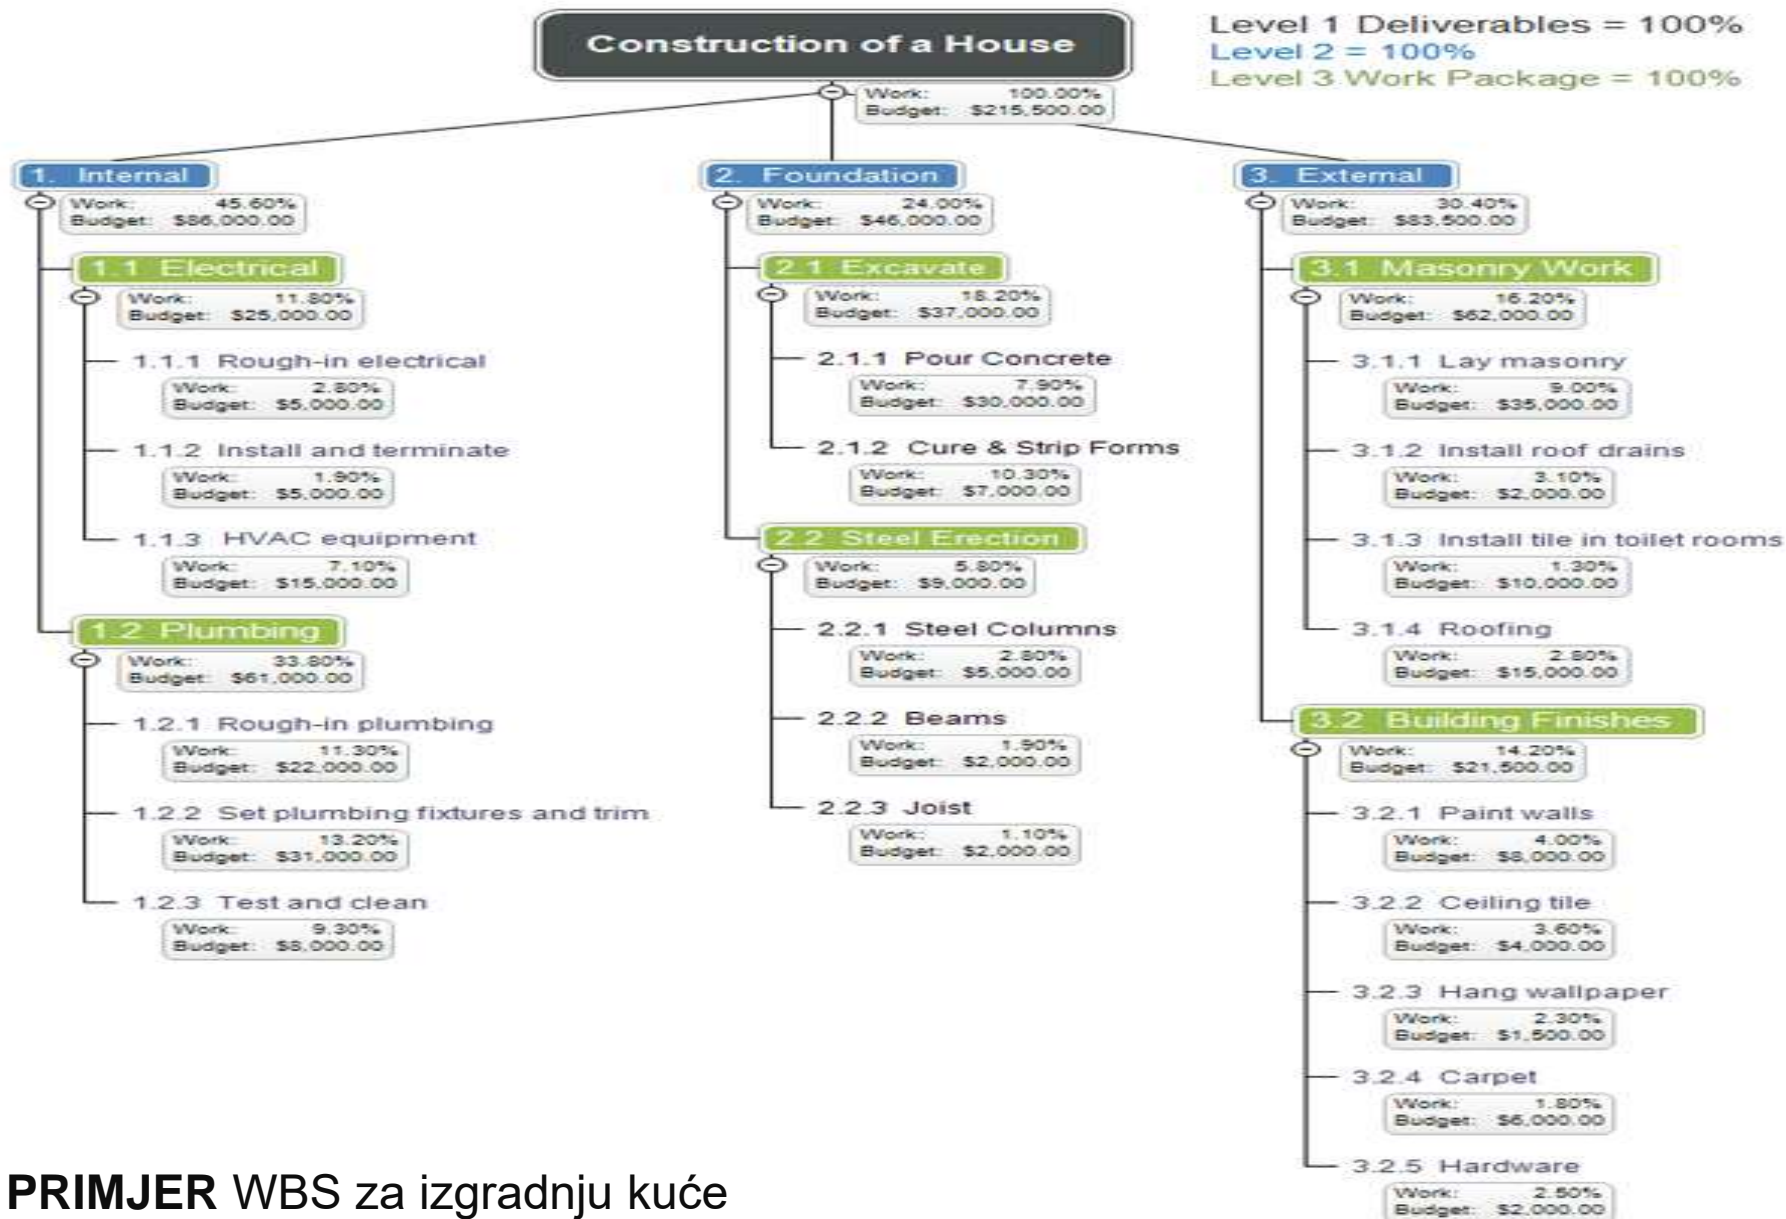 Construction of a House
Work: 100.00%
Budget: $215,500.00
Level 1 Deliverables = 100%
Level 2 = 100%
Level 3 Work Package = 100%
1. Internal
Work: 45.60%
Budget: $86,000.00
1.1 Electrical
Work: 11.80%
Budget: $25,000.00
1.1.1 Rough-in electrical
Work: 2.80%
Budget: $5,000.00
1.1.2 Install and terminate
Work: 1.90%
Budget: $5,000.00
1.1.3 HVAC equipment
Work: 7.10%
Budget: $15,000.00
1.2 Plumbing
Work: 33.80%
Budget: $61,000.00
1.2.1 Rough-in plumbing
Work: 11.30%
Budget: $22,000.00
1.2.2 Set plumbing fixtures and trim
Work: 13.20%
Budget: $31,000.00
1.2.3 Test and clean
Work: 9.30%
Budget: $8,000.00
2. Foundation
Work: 24.00%
Budget: $46,000.00
2.1 Excavate
Work: 18.20%
Budget: $37,000.00
2.1.1 Pour Concrete
Work: 7.90%
Budget: $30,000.00
2.1.2 Cure & Strip Forms
Work: 10.30%
Budget: $7,000.00
2.2 Steel Erection
Work: 5.80%
Budget: $9,000.00
2.2.1 Steel Columns
Work: 2.80%
Budget: $5,000.00
2.2.2 Beams
Work: 1.90%
Budget: $2,000.00
2.2.3 Joist
Work: 1.10%
Budget: $2,000.00
3. External
Work: 30.40%
Budget: $83,500.00
3.1 Masonry Work
Work: 16.20%
Budget: $62,000.00
3.1.1 Lay masonry
Work: 9.00%
Budget: $35,000.00
3.1.2 Install roof drains
Work: 3.10%
Budget: $2,000.00
3.1.3 Install tile in toilet rooms
Work: 1.30%
Budget: $10,000.00
3.1.4 Roofing
Work: 2.80%
Budget: $15,000.00
3.2 Building Finishes
Work: 14.20%
Budget: $21,500.00
3.2.1 Paint walls
Work: 4.00%
Budget: $8,000.00
3.2.2 Ceiling tile
Work: 3.60%
Budget: $4,000.00
3.2.3 Hang wallpaper
Work: 2.30%
Budget: $1,500.00
3.2.4 Carpet
Work: 1.80%
Budget: $6,000.00
3.2.5 Hardware
Work: 2.50%
Budget: $2,000.00
PRIMJER WBS za izgradnju kuće